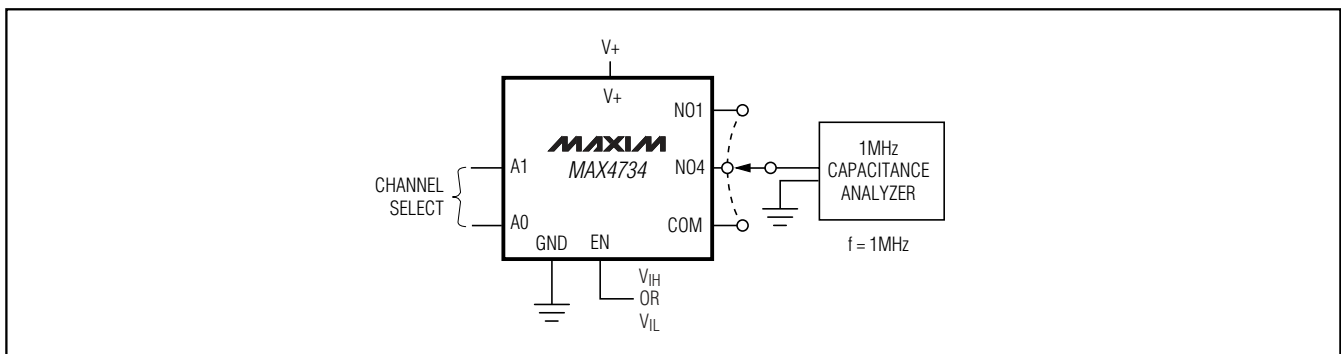 V+
V+
NO1
MAXIM
MAX4734
A1
NO4
1MHz
CAPACITANCE
ANALYZER
CHANNEL
SELECT
A0
COM
GND
EN
f = 1MHz
VIH
OR
VIL